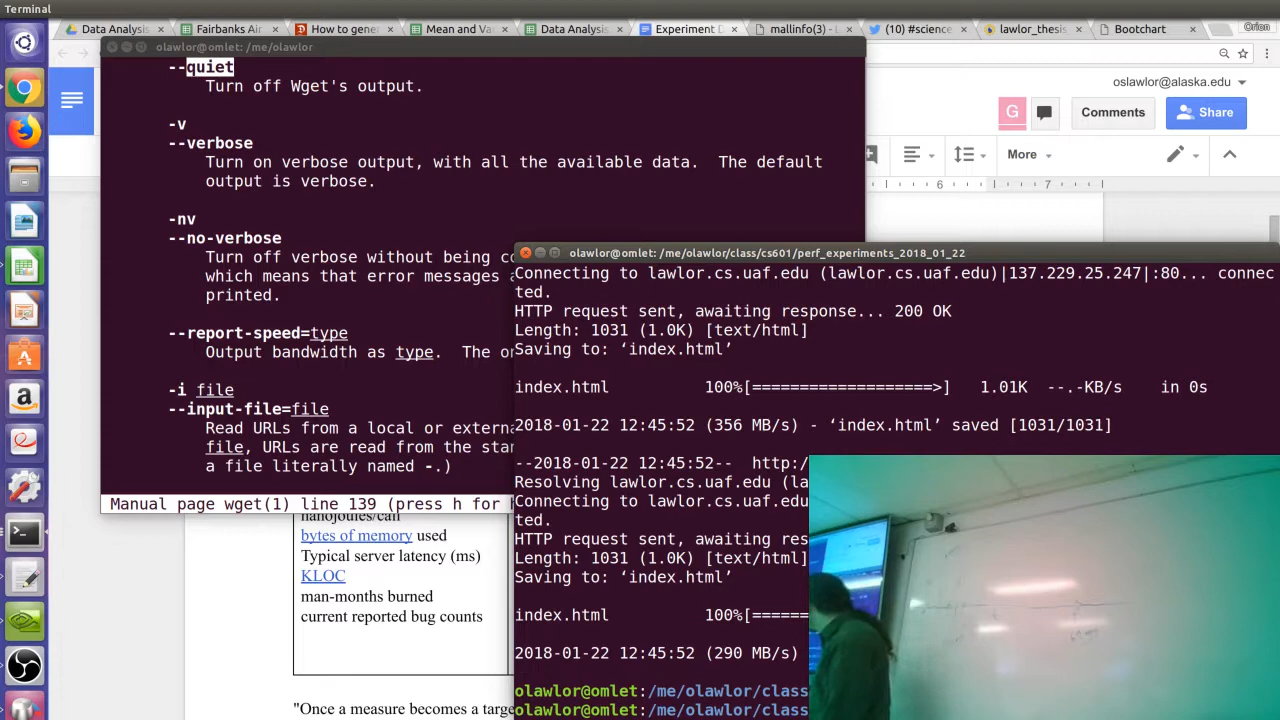 Terminal
Data Analysis
Fairbanks Air
How to gene
Mean and Va
Data Analysis
Experiment D
mallinfo(3) -
(10) #science
lawlor_thesis
Bootchart
Orion
olawlor@omlet: /me/olawlor
oslawlor@alaska.edu
G
Comments
Share
More
6
7
--quiet
Turn off Wget's output.
-v
--verbose
Turn on verbose output, with all the available data.  The default
output is verbose.
-nv
--no-verbose
Turn off verbose without being co
which means that error messages a
printed.
--report-speed=type
Output bandwidth as type.  The on
-i file
--input-file=file
Read URLs from a local or externa
file, URLs are read from the stan
a file literally named -.)
Manual page wget(1) line 139 (press h for h
olawlor@omlet: /me/olawlor/class/cs601/perf_experiments_2018_01_22
Connecting to lawlor.cs.uaf.edu (lawlor.cs.uaf.edu)|137.229.25.247|:80... connec
ted.
HTTP request sent, awaiting response... 200 OK
Length: 1031 (1.0K) [text/html]
Saving to: ‘index.html’
index.html 100%[===================>] 1.01K --.-KB/s in 0s
2018-01-22 12:45:52 (356 MB/s) - ‘index.html’ saved [1031/1031]
--2018-01-22 12:45:52--  http:/
Resolving lawlor.cs.uaf.edu (la
Connecting to lawlor.cs.uaf.edu
ted.
HTTP request sent, awaiting res
Length: 1031 (1.0K) [text/html]
Saving to: ‘index.html’
index.html 100%[======
2018-01-22 12:45:52 (290 MB/s)
olawlor@omlet:/me/olawlor/class
olawlor@omlet:/me/olawlor/class
nanojoules/call
bytes of memory used
Typical server latency (ms)
KLOC
man-months burned
current reported bug counts
"Once a measure becomes a targe